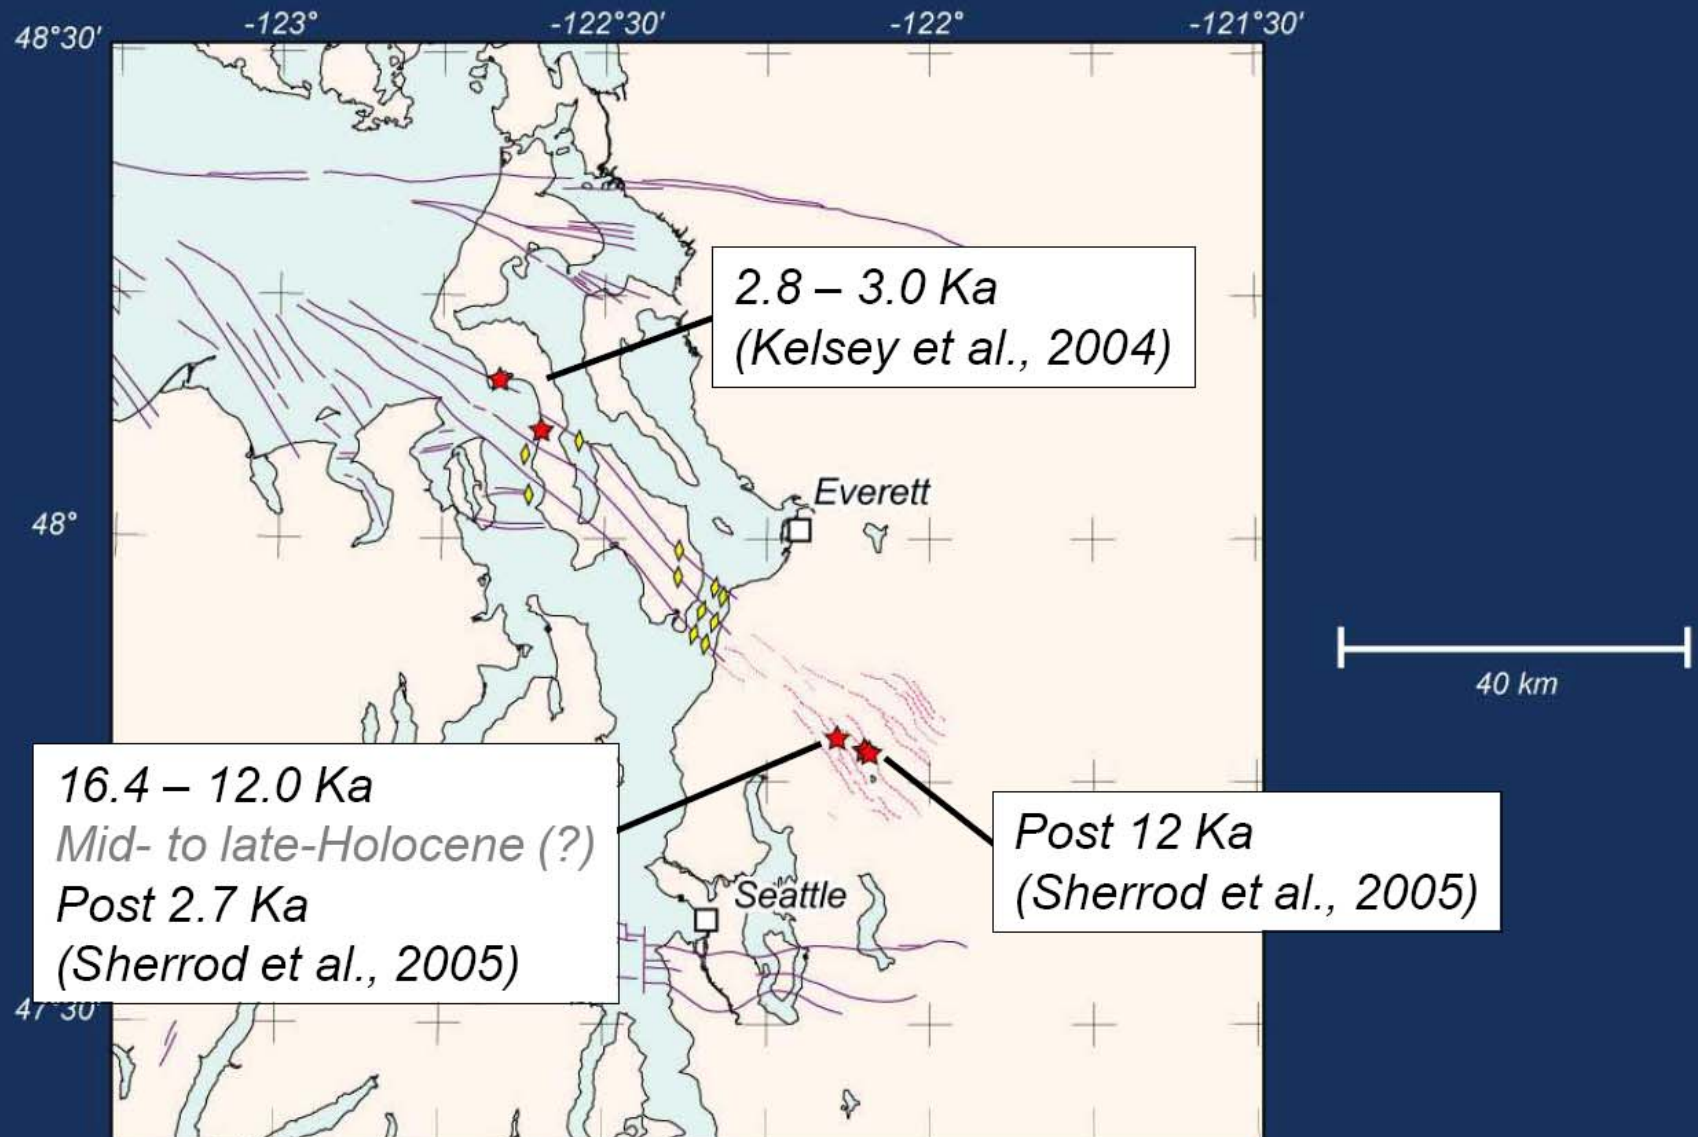 -123°
-122°30'
-122°
-121°30'
48°30'
2.8 – 3.0 Ka
(Kelsey et al., 2004)
Everett
48°
40 km
16.4 – 12.0 Ka
Mid- to late-Holocene (?)
Post 2.7 Ka
(Sherrod et al., 2005)
Post 12 Ka
(Sherrod et al., 2005)
Seattle
47°30'